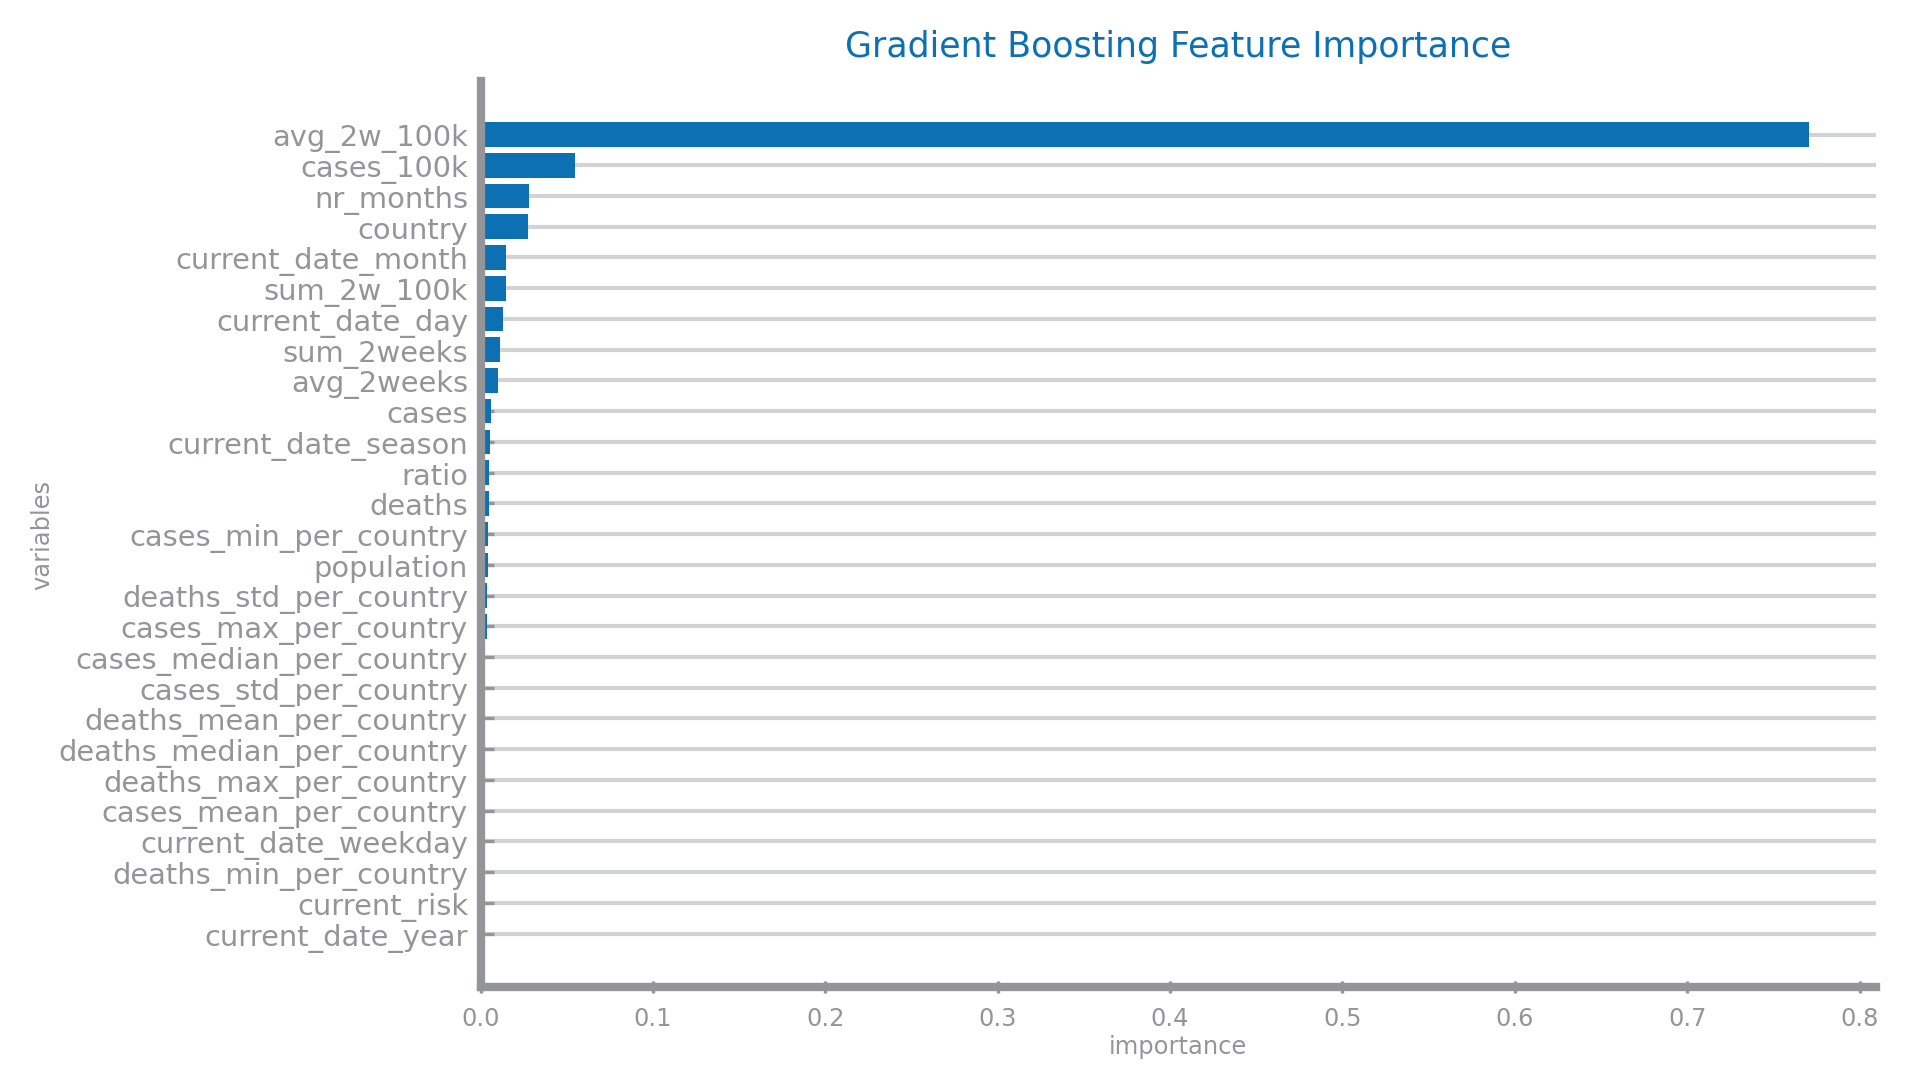 Gradient Boosting Feature Importance
avg_2w_100k
cases_100k
nr_months
country
current_date_month
sum_2w_100k
current_date_day
sum_2weeks
avg_2weeks
cases
current_date_season
ratio
deaths
cases_min_per_country
population
deaths_std_per_country
cases_max_per_country
cases_median_per_country
cases_std_per_country
deaths_mean_per_country
deaths_median_per_country
deaths_max_per_country
cases_mean_per_country
current_date_weekday
deaths_min_per_country
current_risk
current_date_year
variables
0.0 0.1 0.2 0.3 0.4 0.5 0.6 0.7 0.8
importance